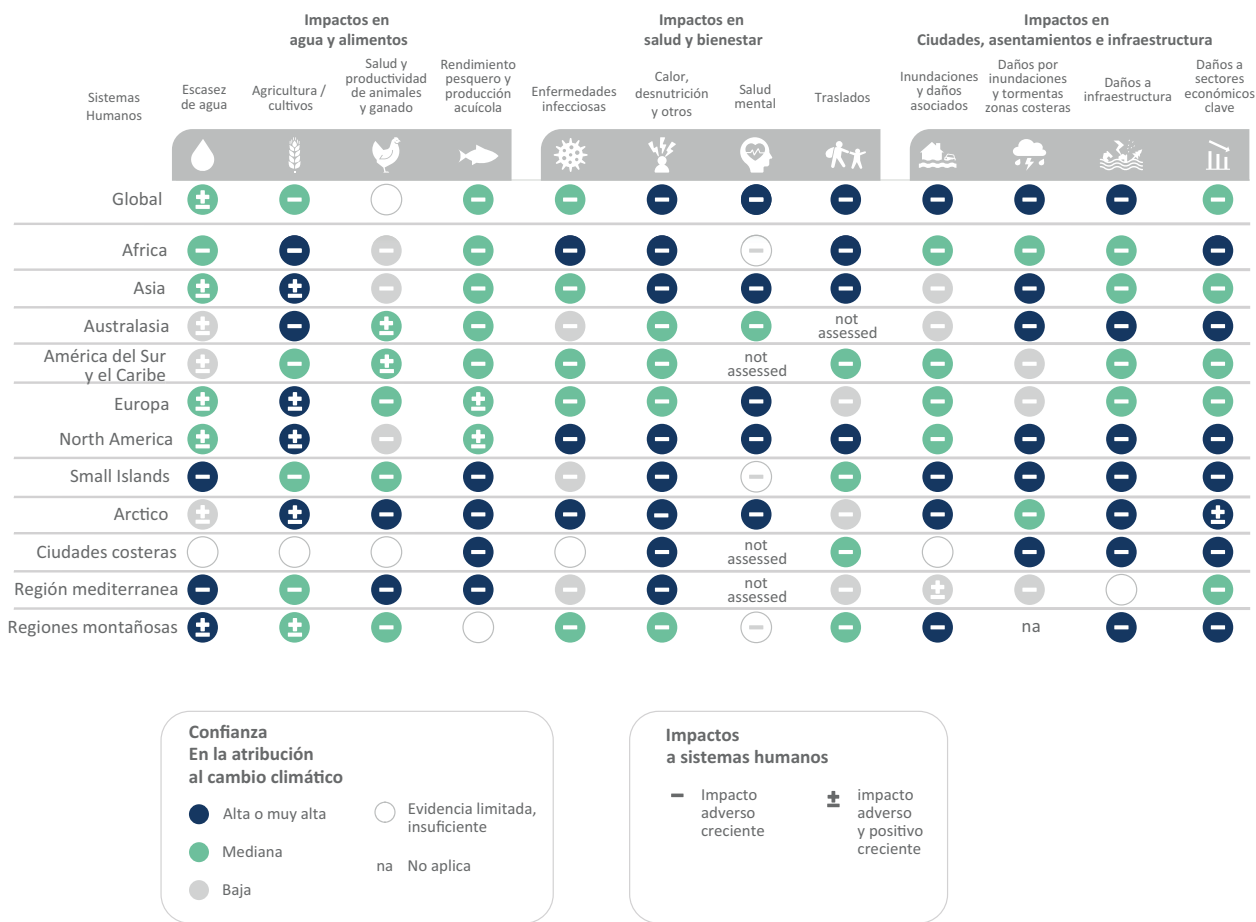 Impactos en
agua y alimentos
Impactos en
salud y bienestar
Impactos en
Ciudades, asentamientos e infraestructura
Sistemas
Humanos
Escasez
de agua
Agricultura /
cultivos
Salud y
productividad
de animales
y ganado
Rendimiento
pesquero y
producción
acuícola
Enfermedades
infecciosas
Calor,
desnutrición
y otros
Salud
mental
Traslados
Inundaciones
y daños
asociados
Daños por
inundaciones
y tormentas
zonas costeras
Daños a
infraestructura
Daños a
sectores
económicos
clave
Global
Africa
Asia
Australasia
not
assessed
América del Sur
y el Caribe
not
assessed
Europa
North America
Small Islands
Arctico
Ciudades costeras
not
assessed
Región mediterranea
not
assessed
Regiones montañosas
na
Confianza
En la atribución
al cambio climático
Alta o muy alta
Mediana
Baja
Evidencia limitada,
insuficiente
na No aplica
Impactos
a sistemas humanos
− Impacto
adverso
creciente
± impacto
adverso
y positivo
creciente